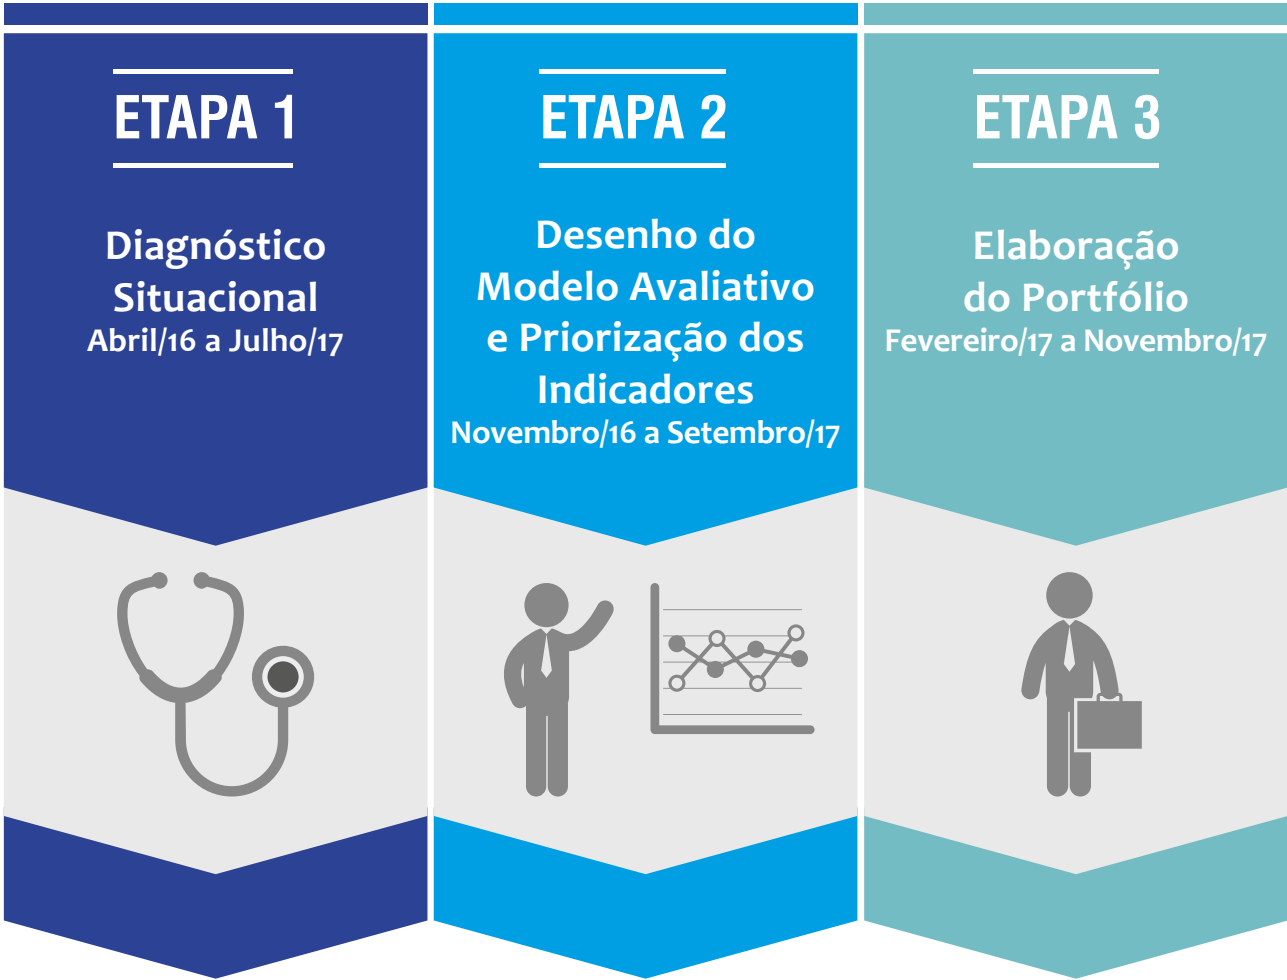 ETAPA 1
Diagnóstico
Situacional
Abril/16 a Julho/17
ETAPA 2
Desenho do
Modelo Avaliativo
e Priorização dos
Indicadores
Novembro/16 a Setembro/17
ETAPA 3
Elaboração
do Portfólio
Fevereiro/17 a Novembro/17